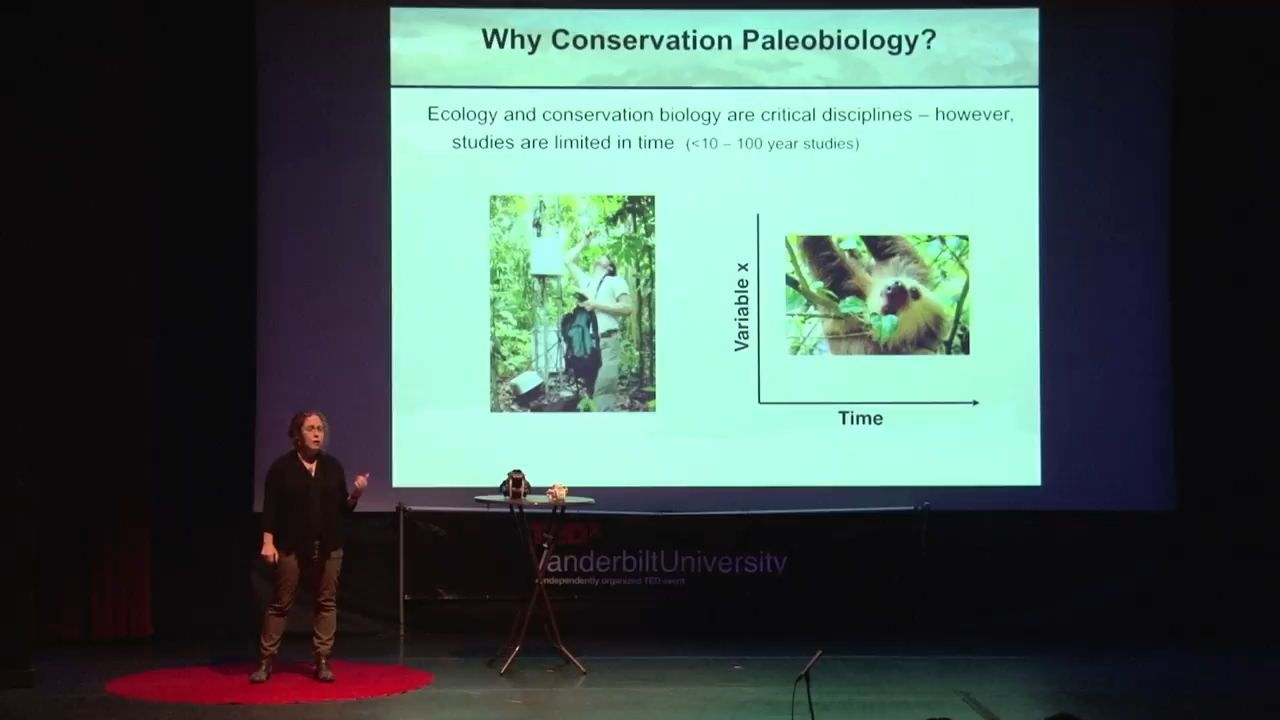 Why Conservation Paleobiology?
Ecology and conservation biology are critical disciplines – however,
studies are limited in time (<10 – 100 year studies)
Variable x
Time
TEDx
VanderbiltUniversity
independently organized TED event